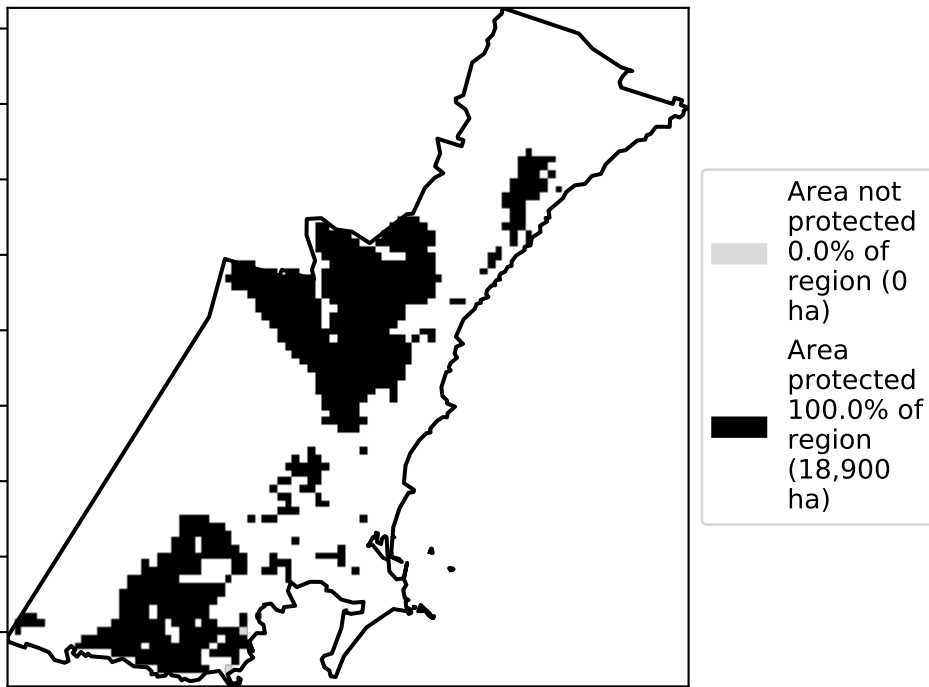 Area not
protected
0.0% of
region (0
ha)
Area
protected
100.0% of
region
(18,900
ha)